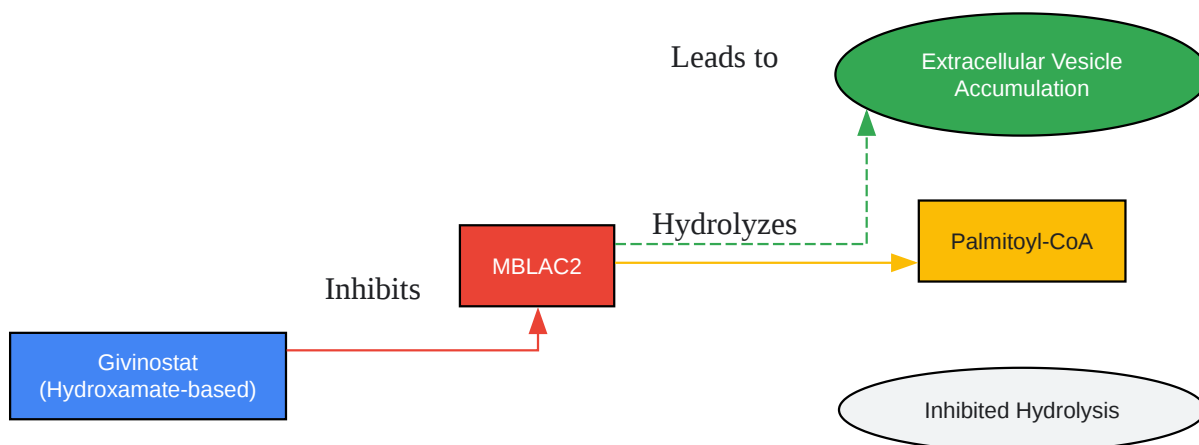 Leads to
Extracellular Vesicle
Accumulation
Hydrolyzes
Palmitoyl-CoA
MBLAC2
Inhibits
Givinostat
(Hydroxamate-based)
Inhibited Hydrolysis